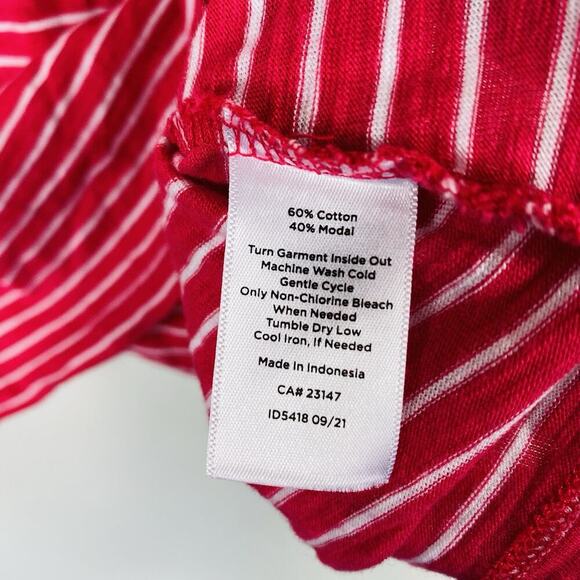 60% Cotton
40% Modal
Turn Garment Inside Out
Machine Wash Cold
Gentle Cycle
Only Non-Chlorine Bleach
When Needed
Tumble Dry Low
Cool Iron, If Needed
Made in Indonesia
CA# 23147
ID5418 09/21